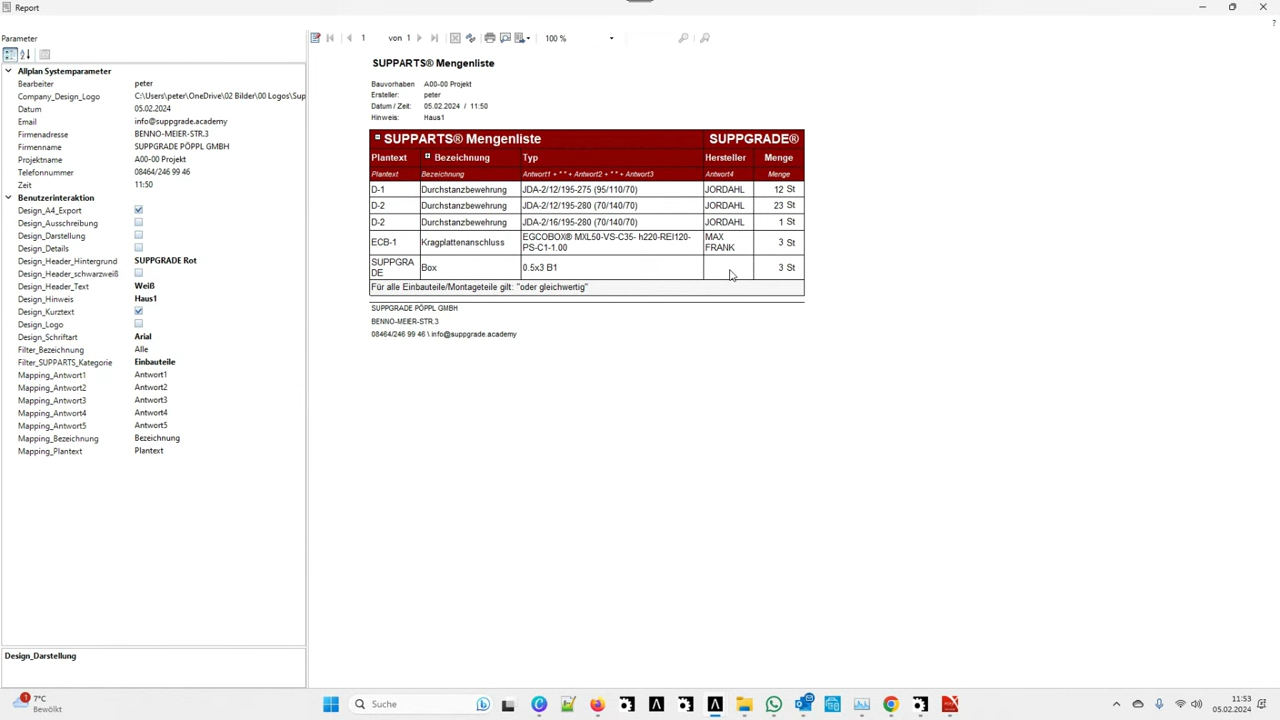 Report
?
Parameter
1 von 1 100 %
Allplan Systemparameter
Bearbeiter peter
Company_Design_Logo C:\Users\peter\OneDrive\02 Bilder\00 Logos\Sup
Datum 05.02.2024
Email info@suppgrade.academy
Firmenadresse BENNO-MEIER-STR.3
Firmenname SUPPGRADE PÖPPL GMBH
Projektname A00-00 Projekt
Telefonnummer 08464/246 99 46
Zeit 11:50
Benutzerinteraktion
Design_A4_Export
Design_Ausschreibung
Design_Darstellung
Design_Details
Design_Header_Hintergrund SUPPGRADE Rot
Design_Header_schwarzweiß
Design_Header_Text Weiß
Design_Hinweis Haus1
Design_Kurztext
Design_Logo
Design_Schriftart Arial
Filter_Bezeichnung Alle
Filter_SUPPARTS_Kategorie Einbauteile
Mapping_Antwort1 Antwort1
Mapping_Antwort2 Antwort2
Mapping_Antwort3 Antwort3
Mapping_Antwort4 Antwort4
Mapping_Antwort5 Antwort5
Mapping_Bezeichnung Bezeichnung
Mapping_Plantext Plantext
Design_Darstellung
SUPPARTS® Mengenliste
Bauvorhaben A00-00 Projekt
Ersteller: peter
Datum / Zeit: 05.02.2024 / 11:50
Hinweis: Haus1
SUPPARTS® Mengenliste SUPPGRADE®
Plantext Bezeichnung Typ Hersteller Menge
Plantext Bezeichnung Antwort1 + " " + Antwort2 + " " + Antwort3 Antwort4 Menge
D-1 Durchstanzbewehrung JDA-2/12/195-275 (95/110/70) JORDAHL 12 St
D-2 Durchstanzbewehrung JDA-2/12/195-280 (70/140/70) JORDAHL 23 St
D-2 Durchstanzbewehrung JDA-2/16/195-280 (70/140/70) JORDAHL 1 St
ECB-1 Kragplattenanschluss EGCOBOX® MXL50-VS-C35- h220-REI120-
PS-C1-1.00 MAX
FRANK 3 St
SUPPGRA
DE Box 0.5x3 B1 3 St
Für alle Einbauteile/Montageteile gilt: "oder gleichwertig"
SUPPGRADE PÖPPL GMBH
BENNO-MEIER-STR.3
08464/246 99 46 \ info@suppgrade.academy
1
7°C
Bewölkt
Suche
11:53
05.02.2024